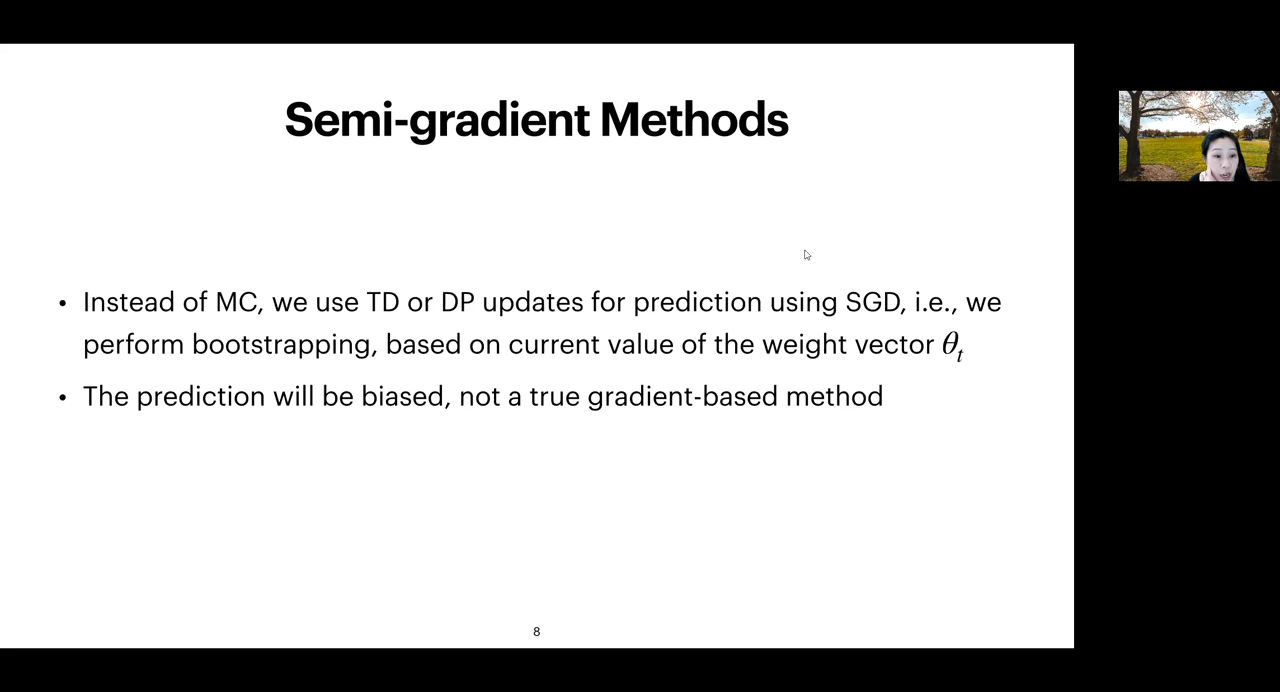 Semi-gradient Methods
• Instead of MC, we use TD or DP updates for prediction using SGD, i.e., we
perform bootstrapping, based on current value of the weight vector θₜ
• The prediction will be biased, not a true gradient-based method
8